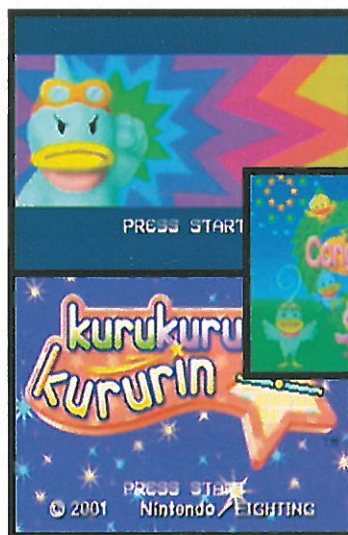 PRESS START
kurukuru
kururin
PRESS START
© 2001 Nintendo / EIGHTING